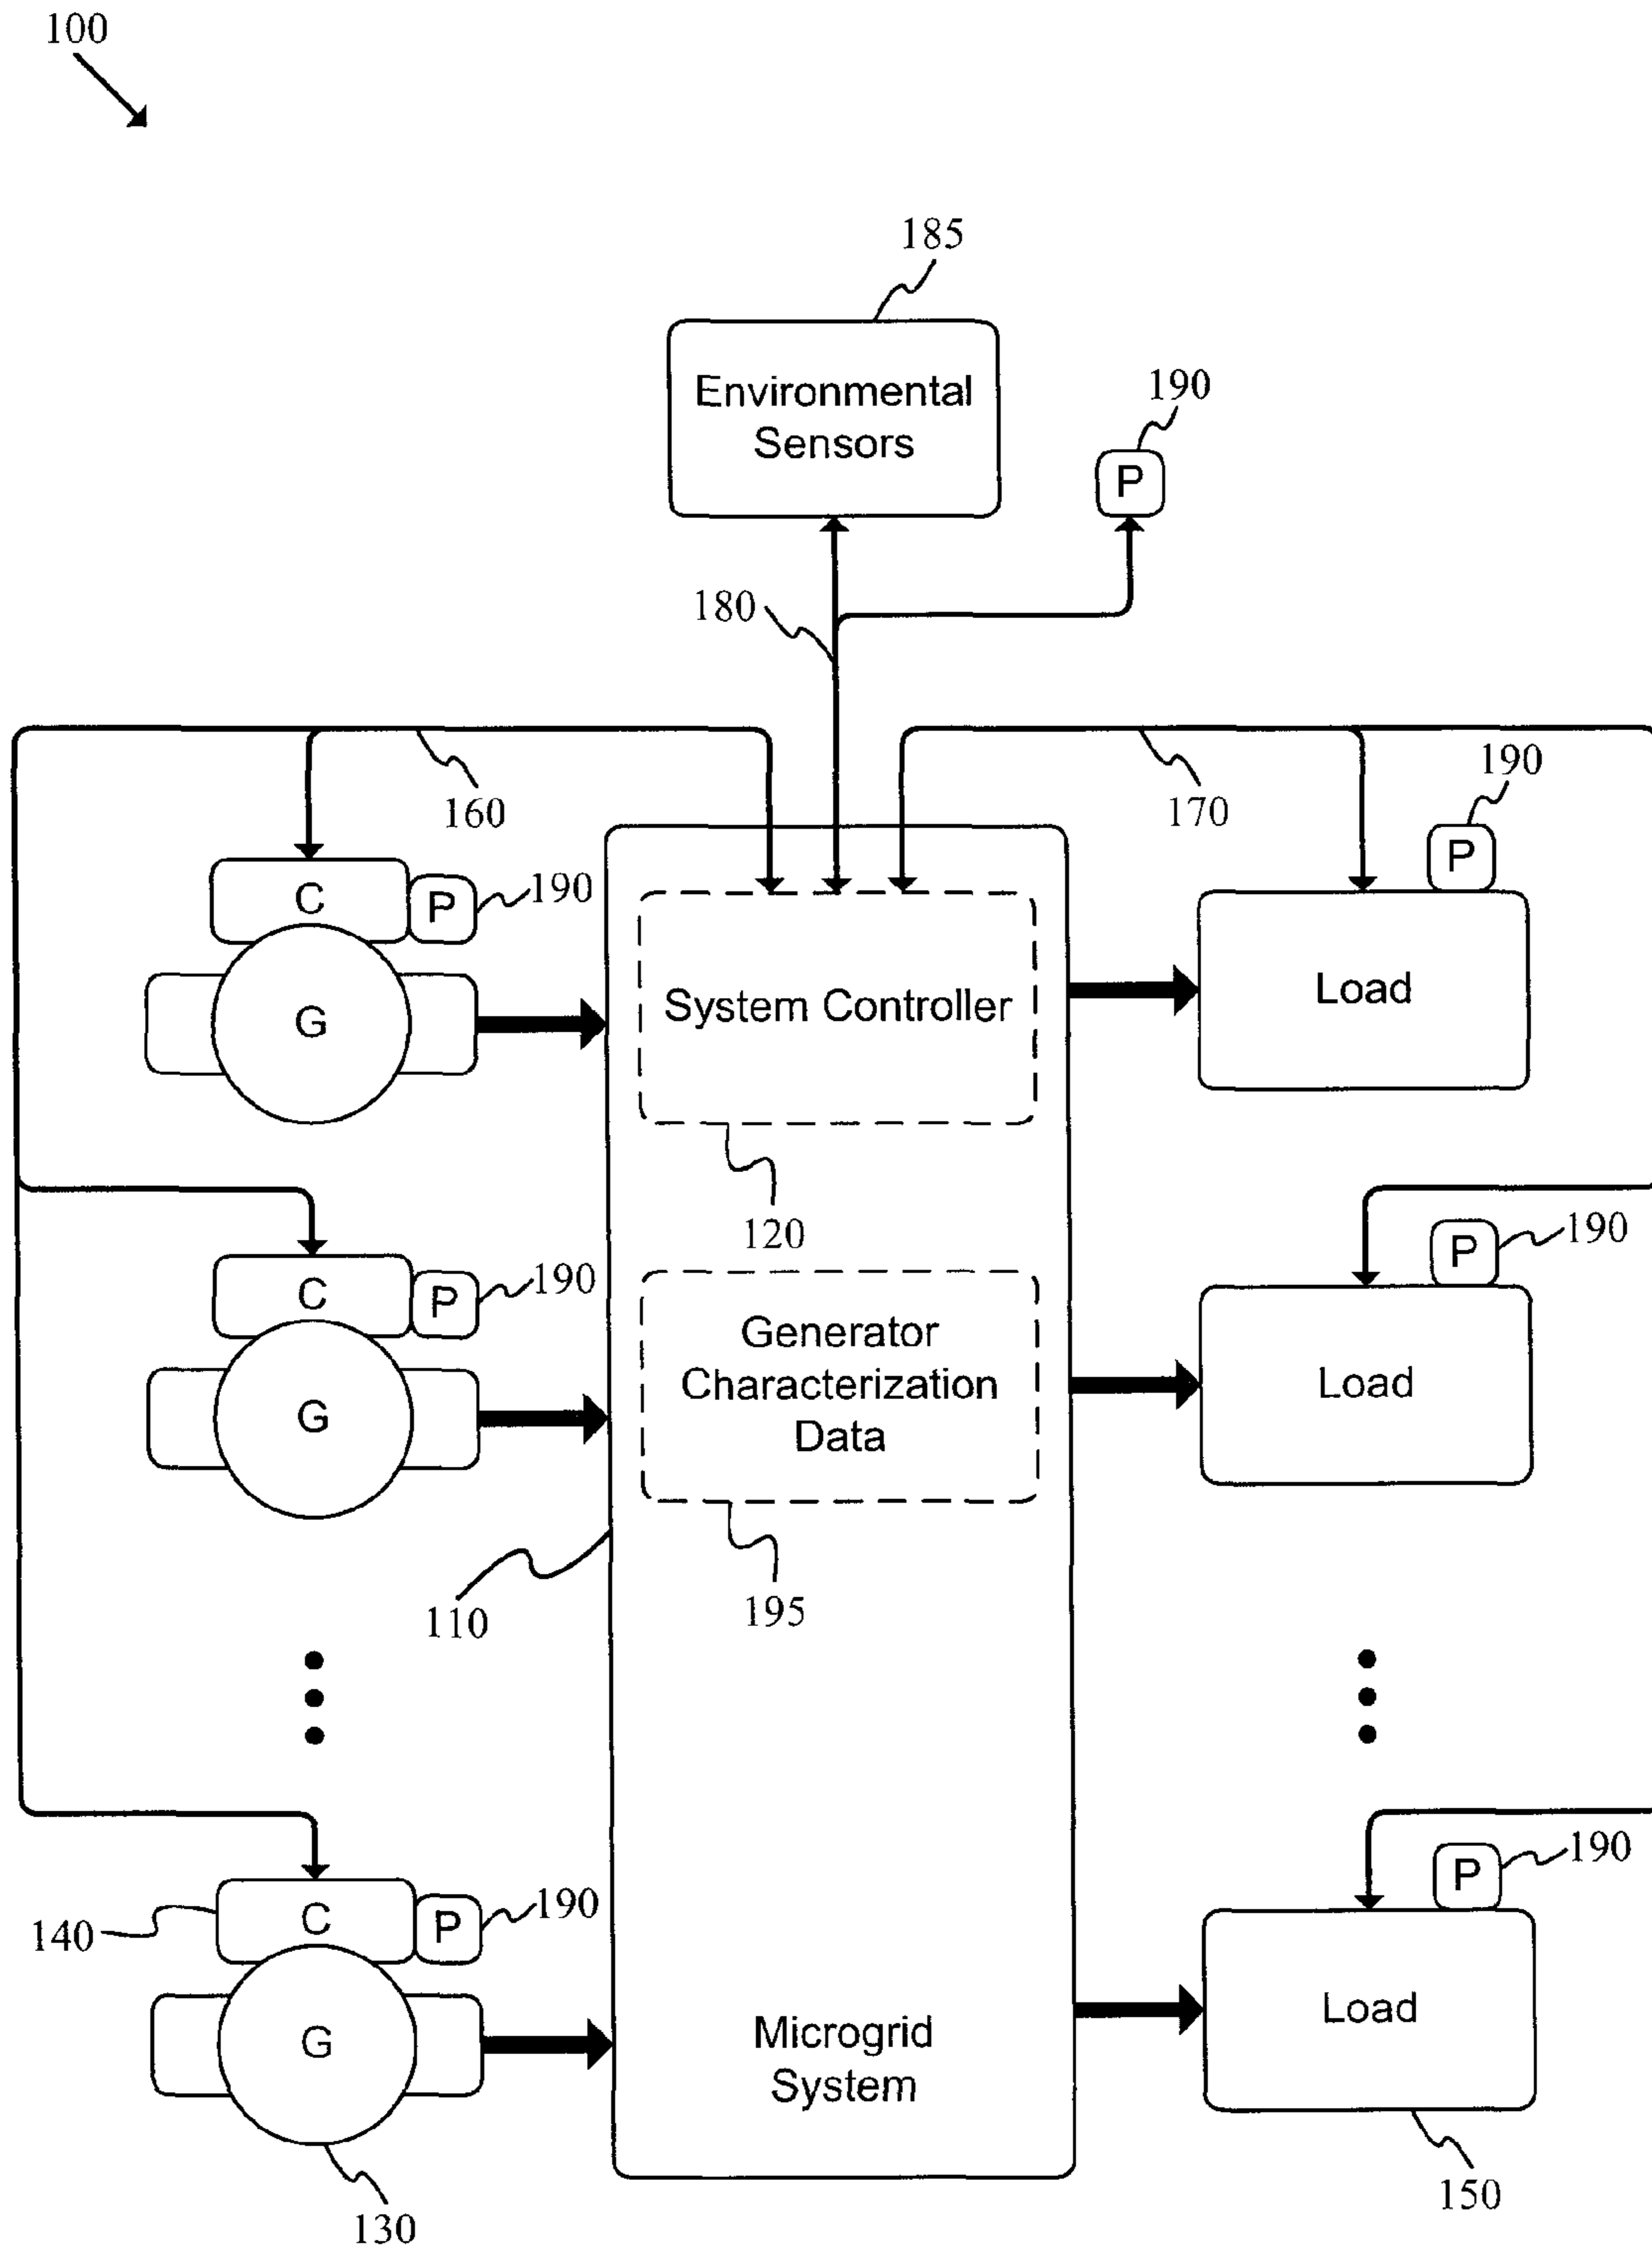 100
185
Environmental
Sensors
190
P
180
160
170
190
P
C
P
190
G
System Controller
Load
120
190
P
C
P
190
Generator
Characterization
Data
Load
G
110
195
190
P
C
P
190
140
Load
G
Microgrid
System
150
130